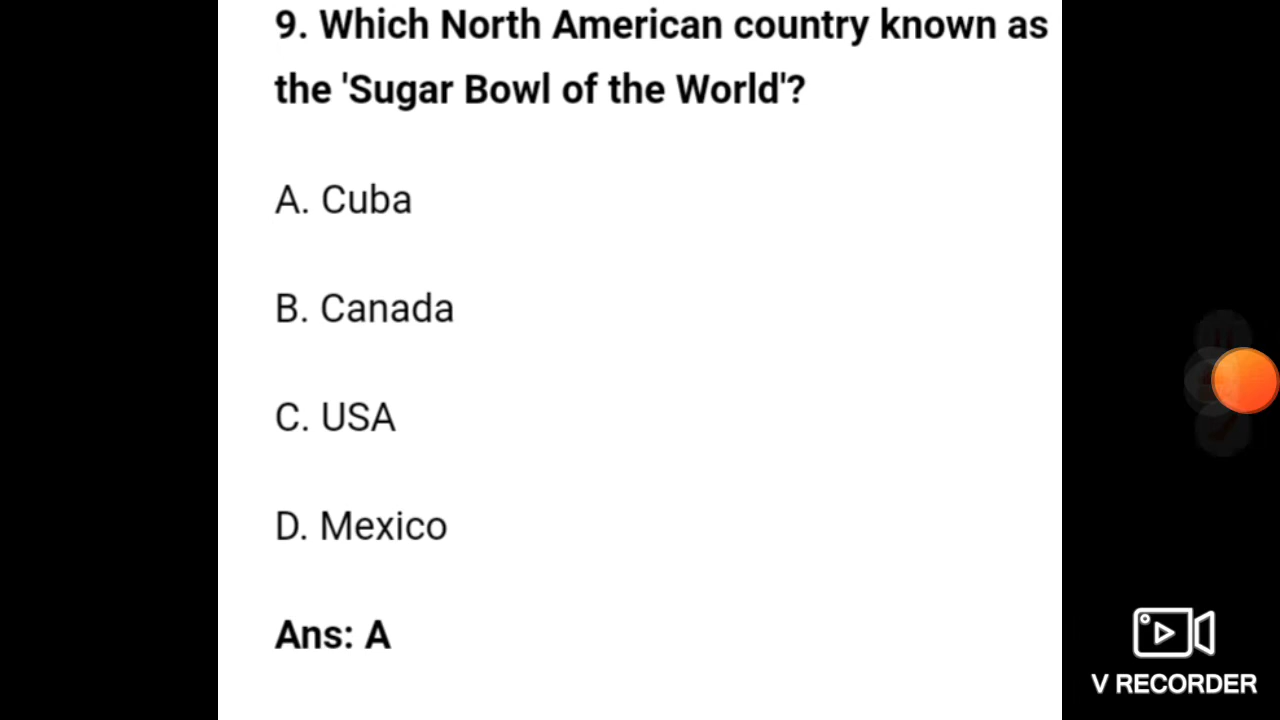 9. Which North American country known as
the 'Sugar Bowl of the World'?
A. Cuba
B. Canada
C. USA
D. Mexico
Ans: A
V RECORDER